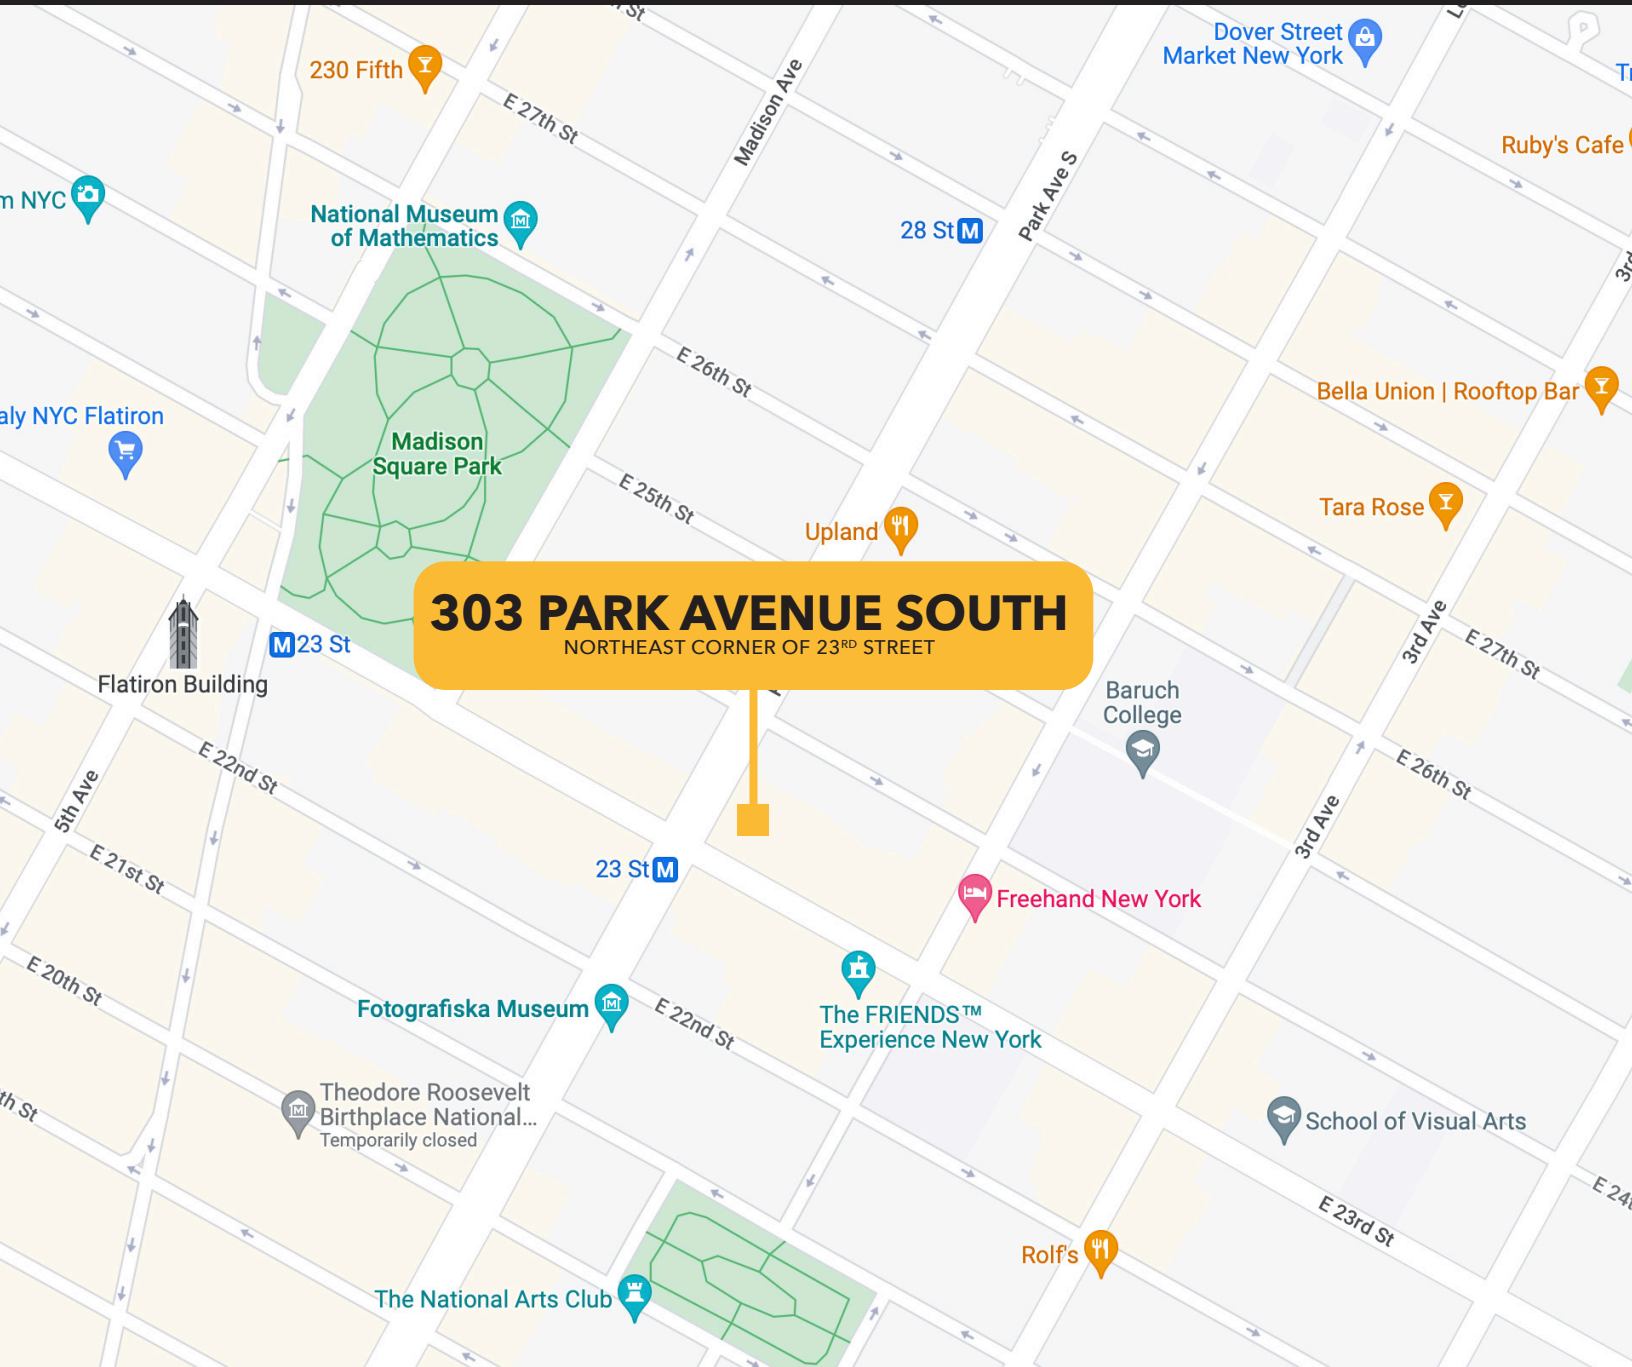 230 Fifth
E 27th St
Madison Ave
Dover Street
Market New York
Ruby's Cafe
NYC
National Museum
of Mathematics
28 St M
Park Ave S
E 26th St
Bella Union | Rooftop Bar
NYC Flatiron
Madison
Square Park
E 25th St
Upland
Tara Rose
303 PARK AVENUE SOUTH
NORTHEAST CORNER OF 23RD STREET
M 23 St
Flatiron Building
3rd Ave
E 27th St
Baruch
College
E 22nd St
5th Ave
E 26th St
3rd Ave
E 21st St
23 St M
Freehand New York
E 20th St
Fotografiska Museum
E 22nd St
The FRIENDS™
Experience New York
Theodore Roosevelt
Birthplace National...
Temporarily closed
School of Visual Arts
E 23rd St
Rolf's
The National Arts Club